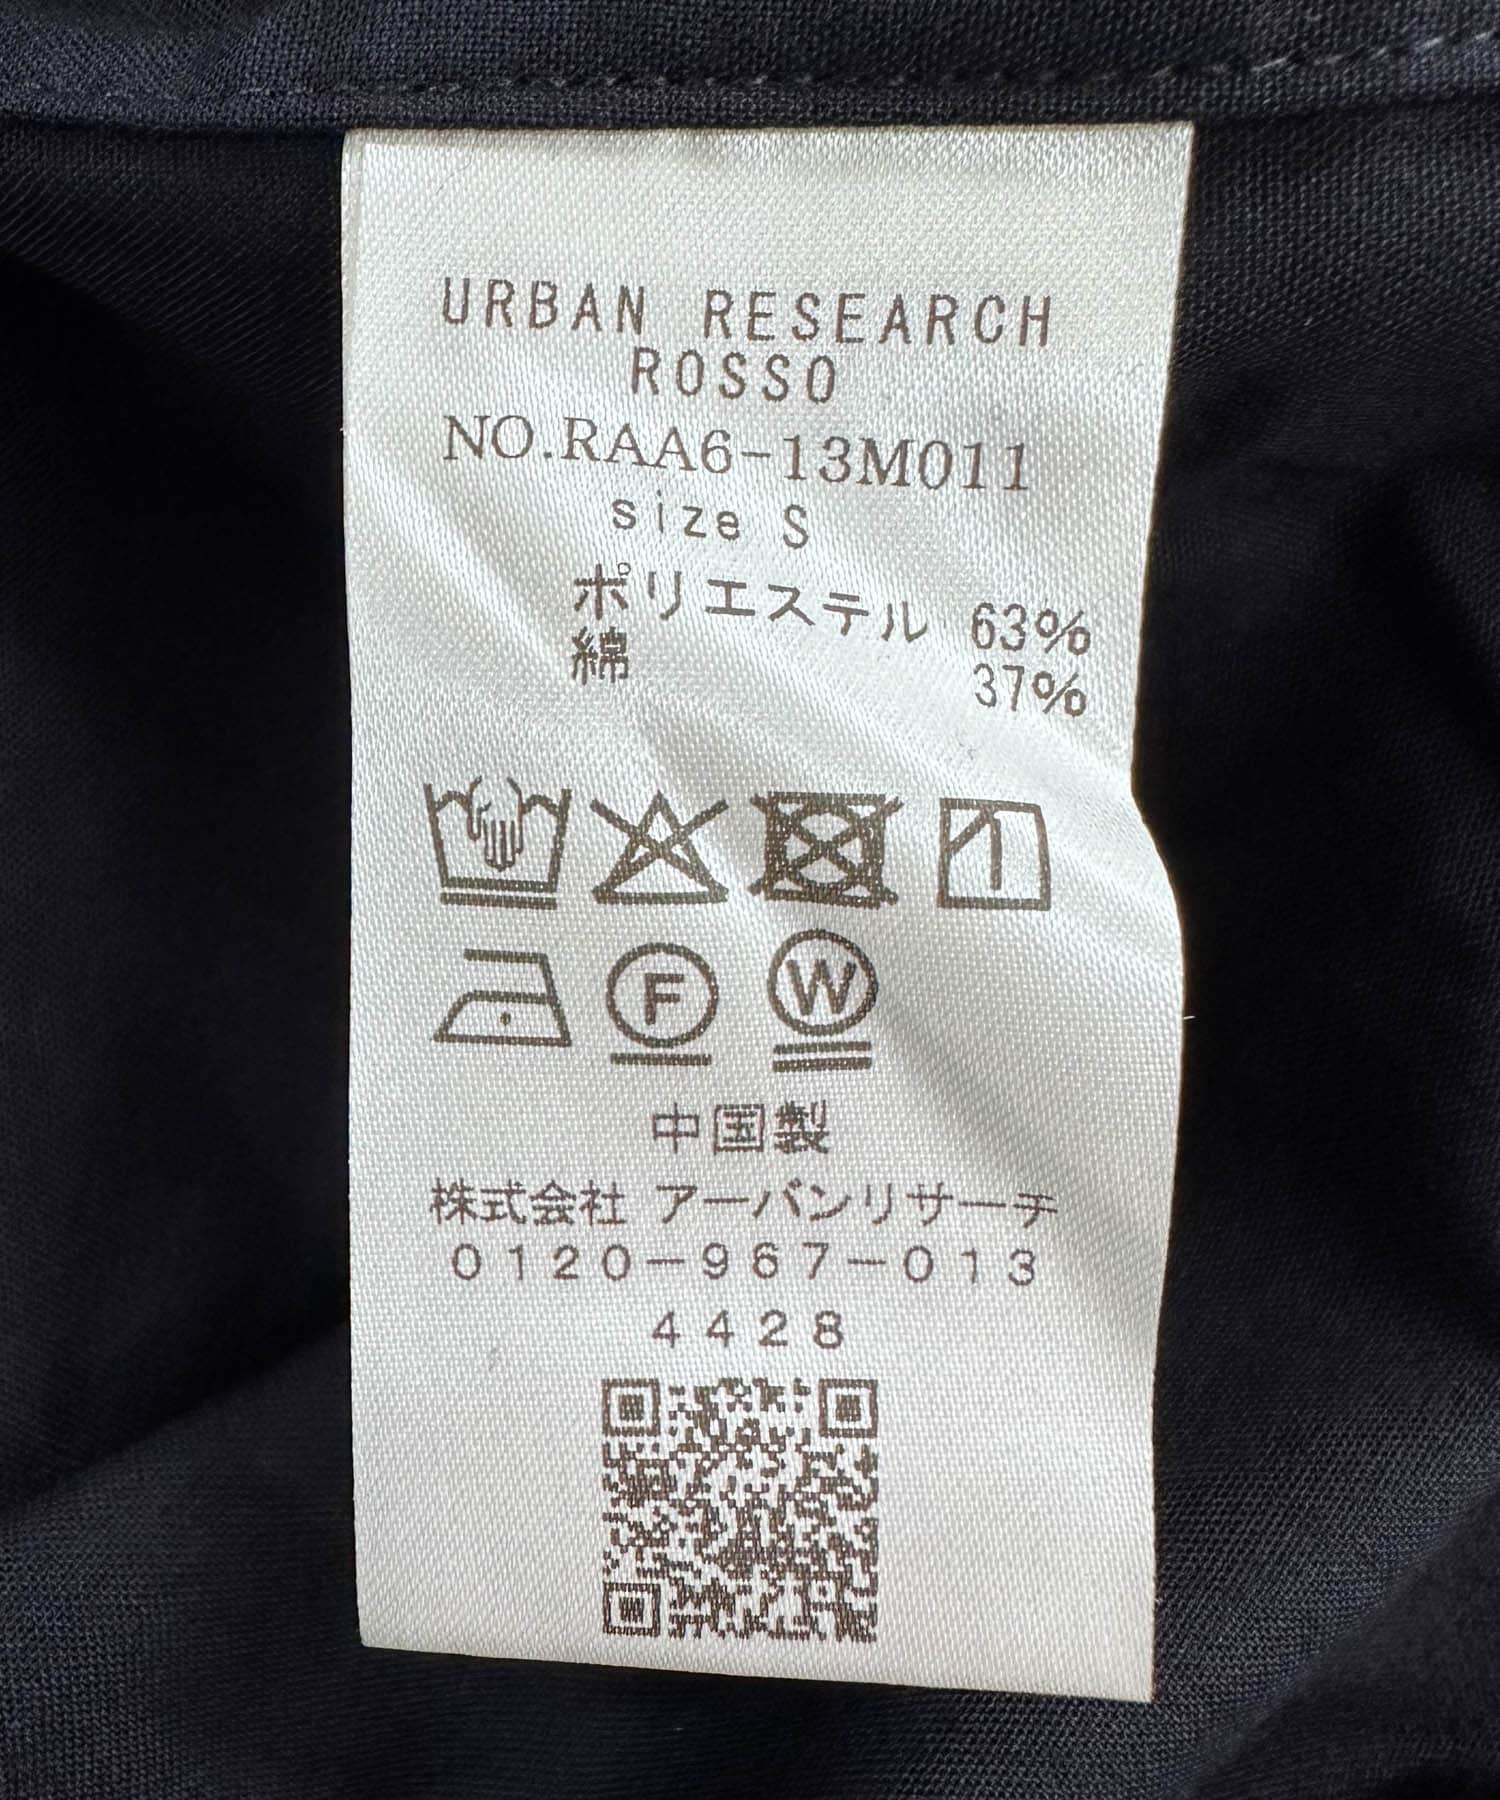 URBAN RESEARCH
ROSSO
NO.RAA6-13M011
size S
ポリエステル 63%
綿 37%
F W
中国製
株式会社 アーバンリサーチ
0120-967-013
4428